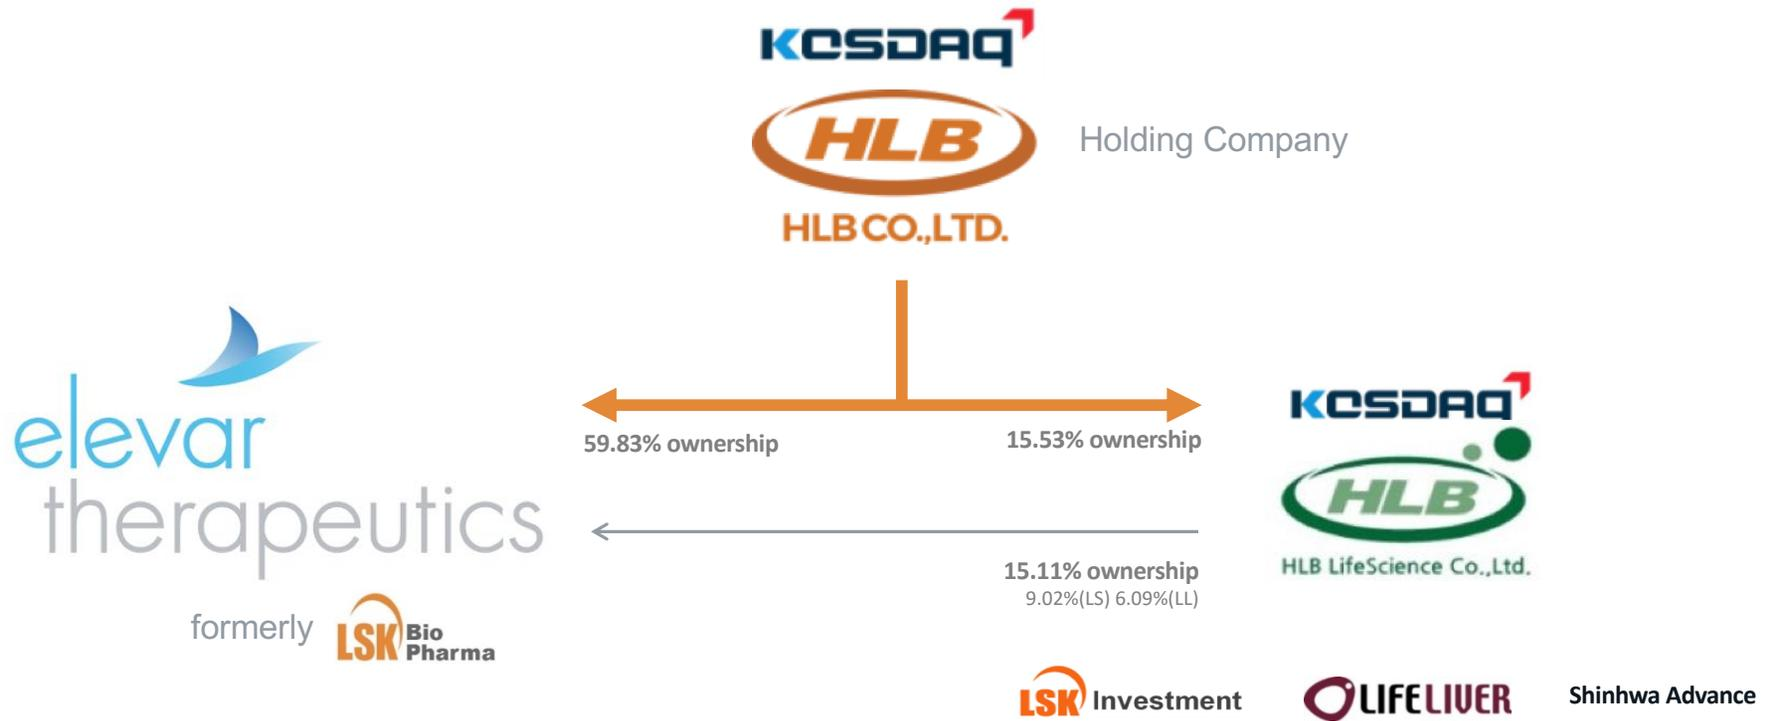 KOSDAQ
HLB
Holding Company
HLB CO.,LTD.
elevar
therapeutics
formerly
LSK Bio
Pharma
59.83% ownership
15.53% ownership
KOSDAQ
HLB
HLB LifeScience Co.,Ltd.
15.11% ownership
9.02%(LS) 6.09%(LL)
LSK Investment
LIFELIVER
Shinhwa Advance